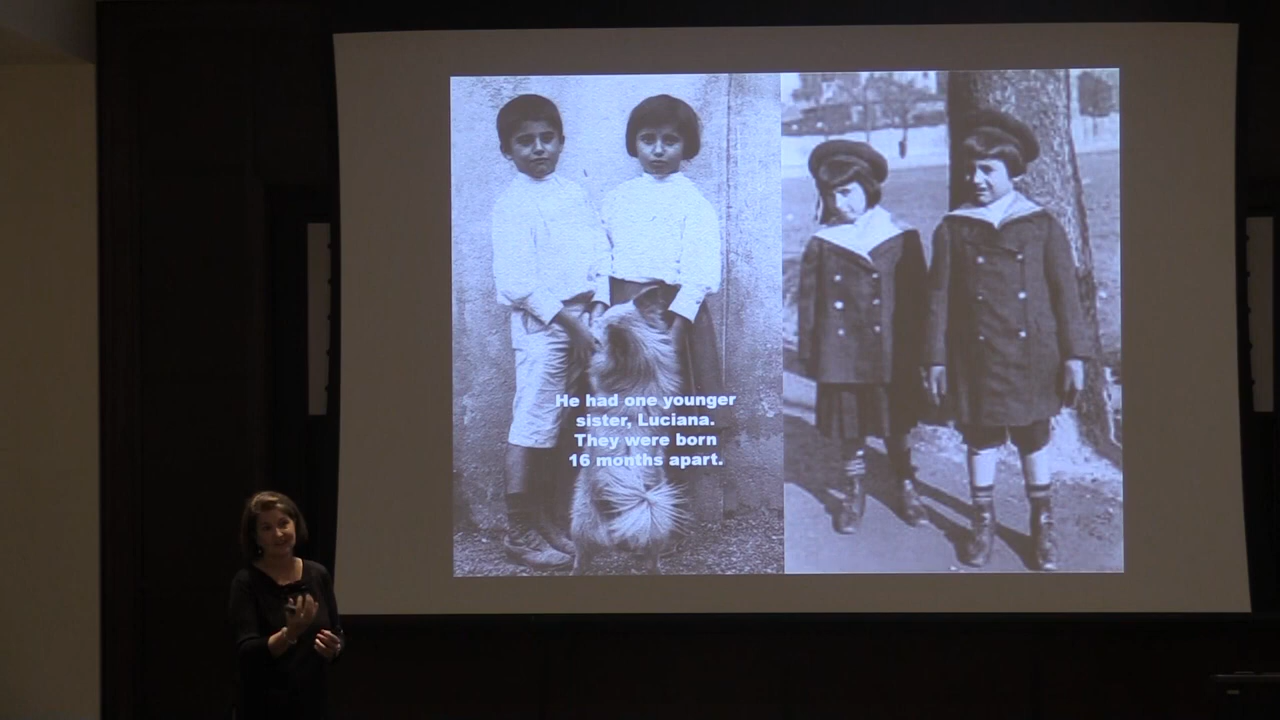 He had one younger
sister, Luciana.
They were born
16 months apart.